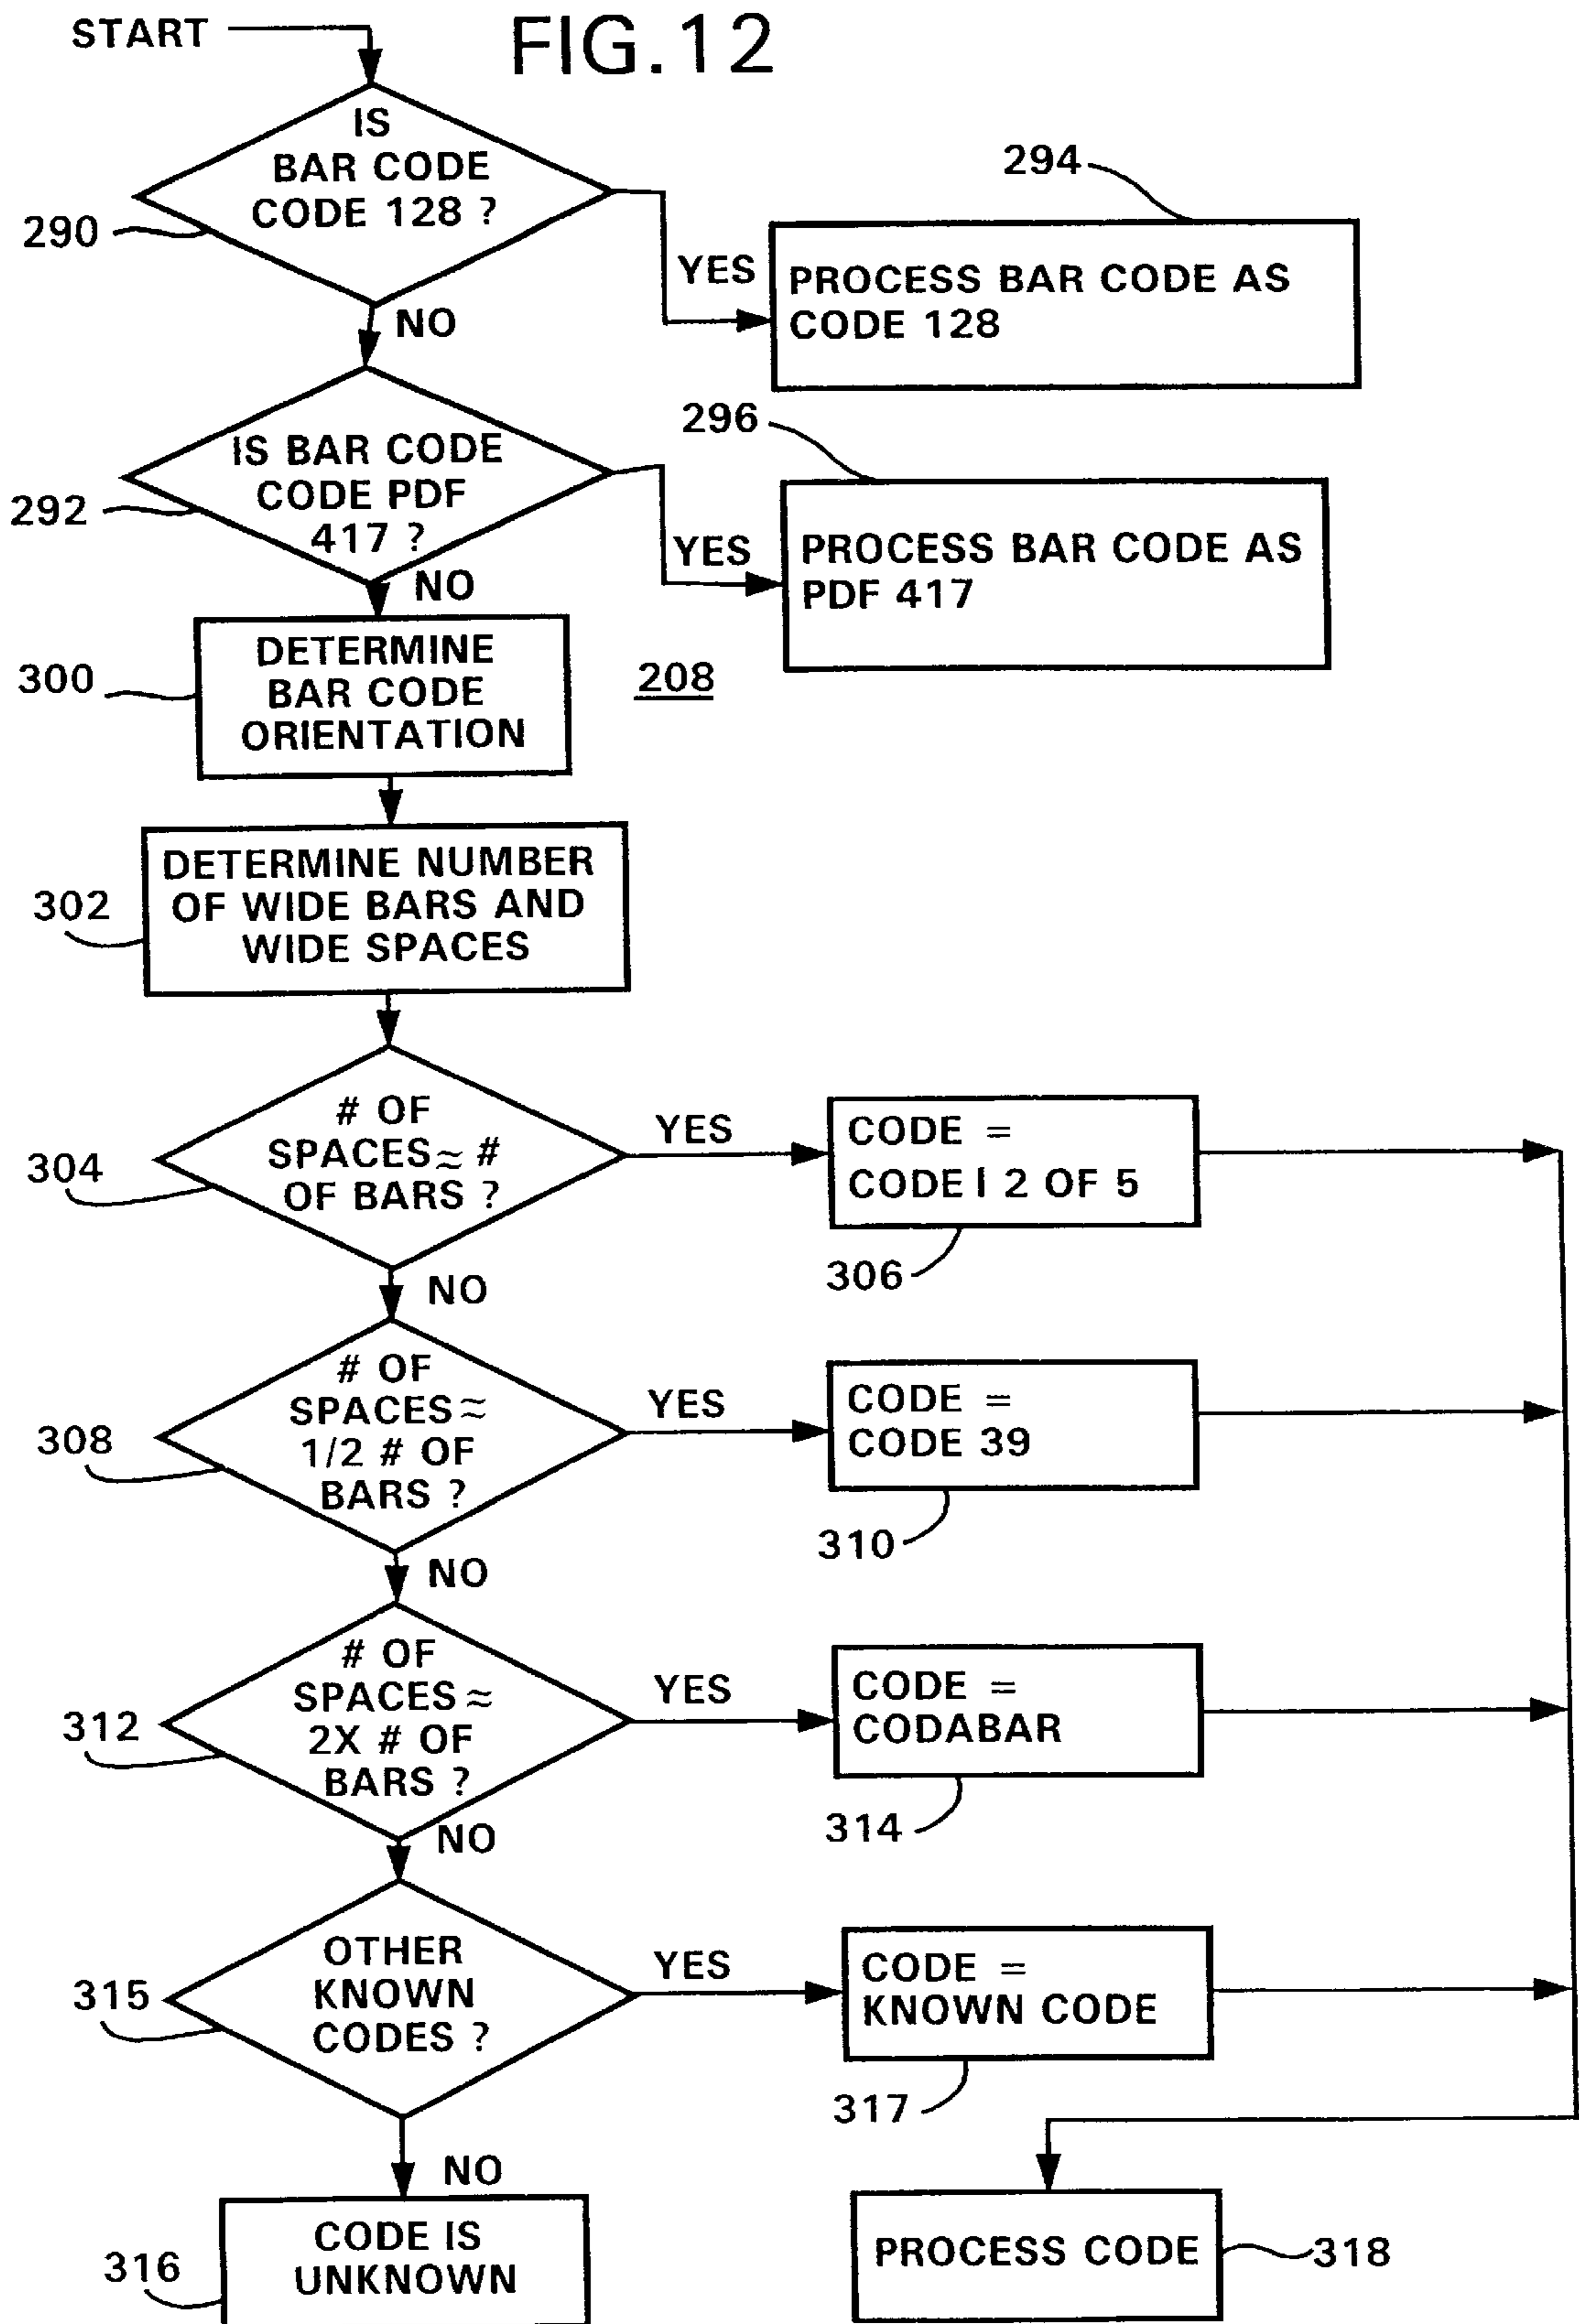 START
FIG.12
IS
BAR CODE
CODE 128 ?
290
294
YES
PROCESS BAR CODE AS
CODE 128
NO
296
IS BAR CODE
CODE PDF
417 ?
292
YES
PROCESS BAR CODE AS
PDF 417
NO
DETERMINE
BAR CODE
ORIENTATION
300
208
DETERMINE NUMBER
OF WIDE BARS AND
WIDE SPACES
302
# OF
SPACES ≈ #
OF BARS ?
304
YES
CODE =
CODE I 2 OF 5
306
NO
# OF
SPACES ≈
1/2 # OF
BARS ?
308
YES
CODE =
CODE 39
310
NO
# OF
SPACES ≈
2X # OF
BARS ?
312
YES
CODE =
CODABAR
314
NO
OTHER
KNOWN
CODES ?
315
YES
CODE =
KNOWN CODE
317
NO
CODE IS
UNKNOWN
316
PROCESS CODE
318